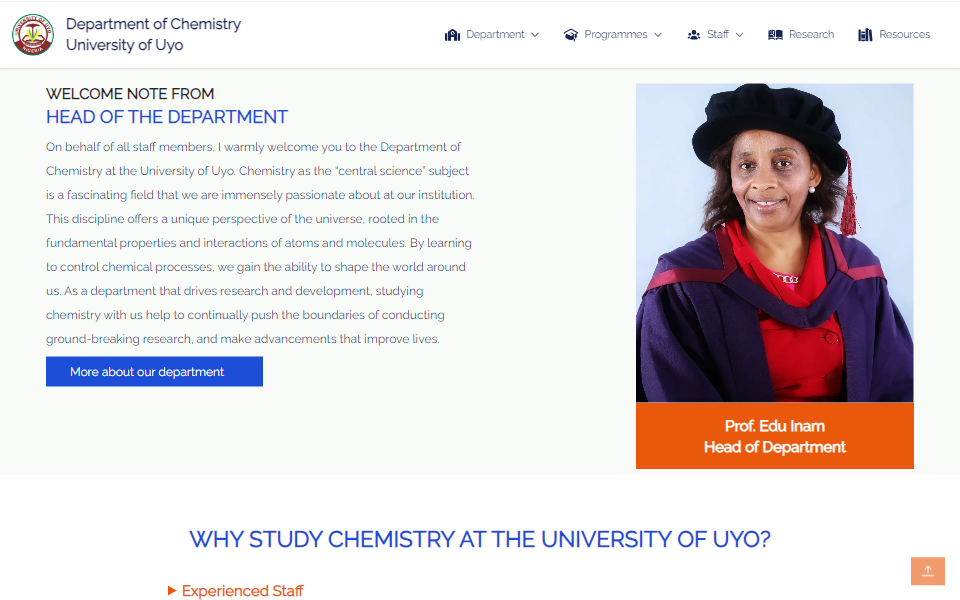 UNIVERSITY OF UYO
NIGERIA
Department of Chemistry
University of Uyo
Department
Programmes
Staff
Research
Resources
WELCOME NOTE FROM
HEAD OF THE DEPARTMENT
On behalf of all staff members, I warmly welcome you to the Department of
Chemistry at the University of Uyo. Chemistry as the “central science” subject
is a fascinating field that we are immensely passionate about at our institution.
This discipline offers a unique perspective of the universe, rooted in the
fundamental properties and interactions of atoms and molecules. By learning
to control chemical processes, we gain the ability to shape the world around
us. As a department that drives research and development, studying
chemistry with us help to continually push the boundaries of conducting
ground-breaking research, and make advancements that improve lives.
More about our department
Prof. Edu Inam
Head of Department
WHY STUDY CHEMISTRY AT THE UNIVERSITY OF UYO?
Experienced Staff